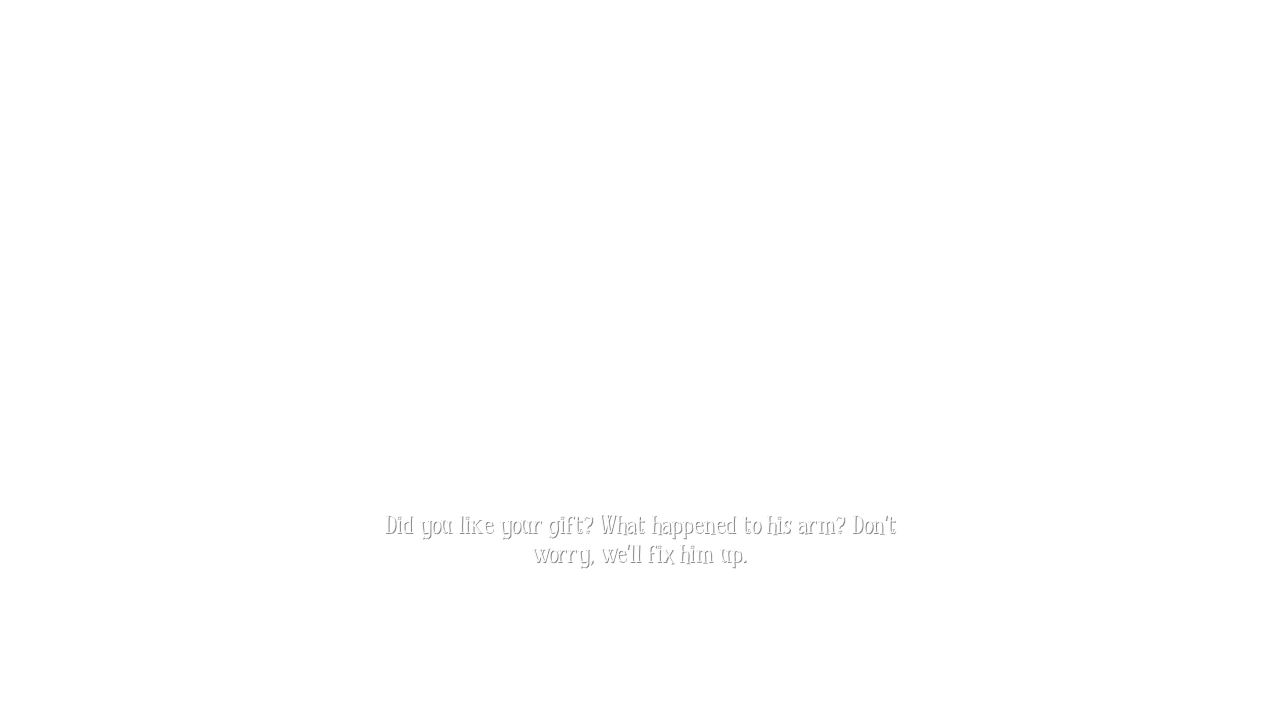 Did you like your gift? What happened to his arm? Don't
worry, we'll fix him up.